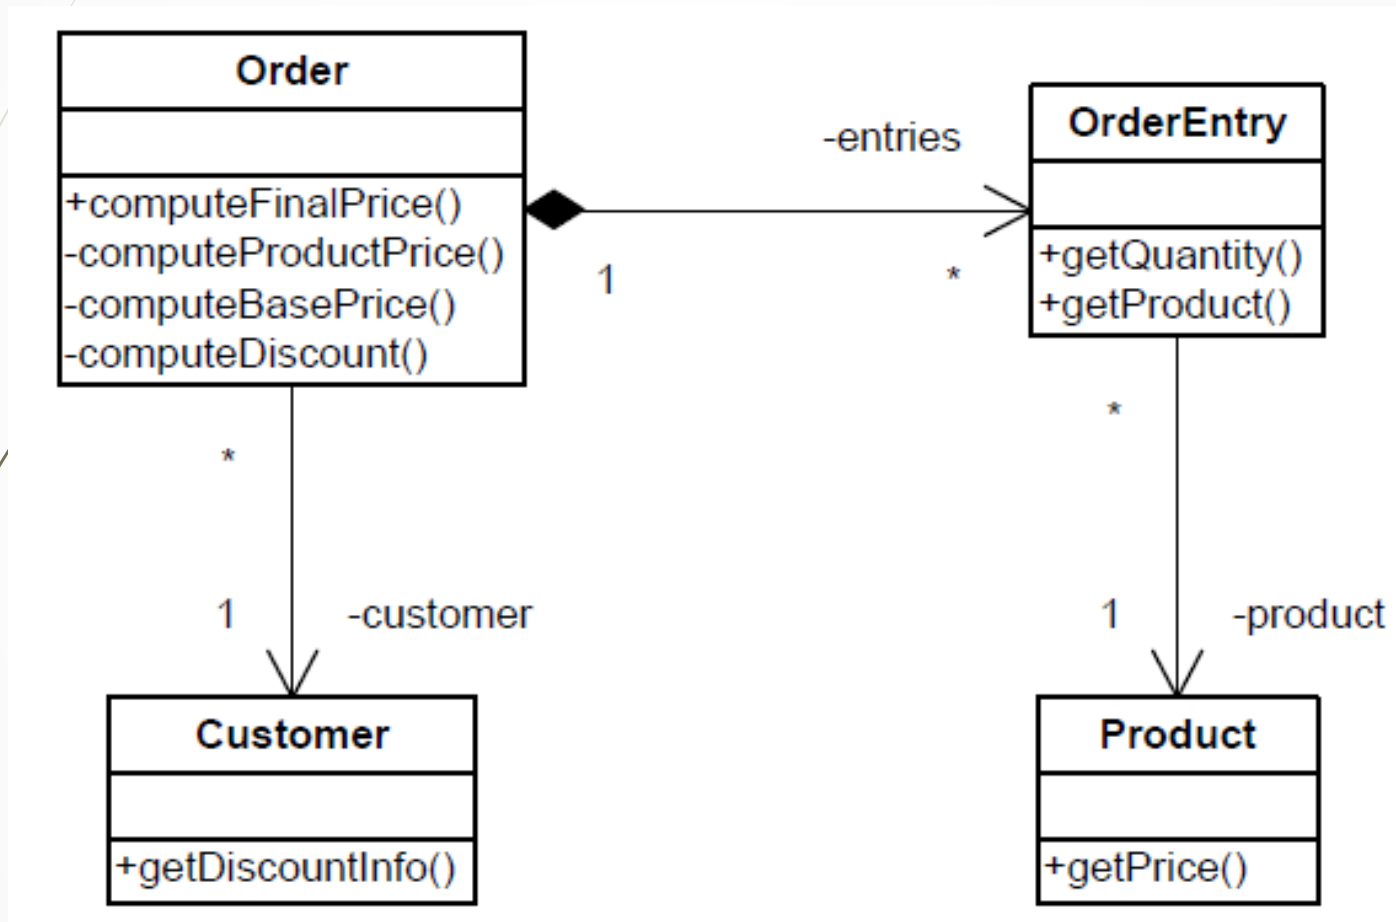 Order
+computeFinalPrice()
-computeProductPrice()
-computeBasePrice()
-computeDiscount()
-entries
1
*
OrderEntry
+getQuantity()
+getProduct()
*
1
-customer
*
1
-product
Customer
+getDiscountInfo()
Product
+getPrice()